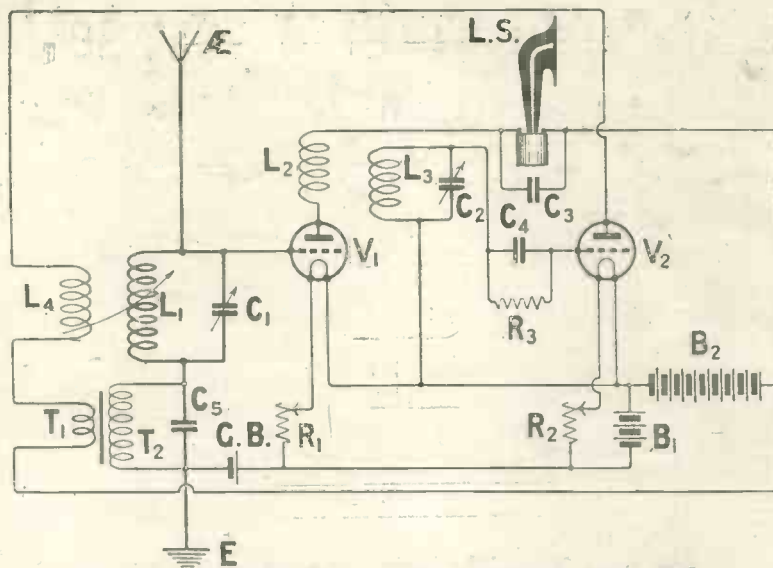 Æ
L.S.
L₂
L₃
C₂
C₃
C₄
V₁
V₂
L₄
L₁
C₁
R₃
B₂
T₁
T₂
C₅
G.B.
R₁
R₂
B₁
E